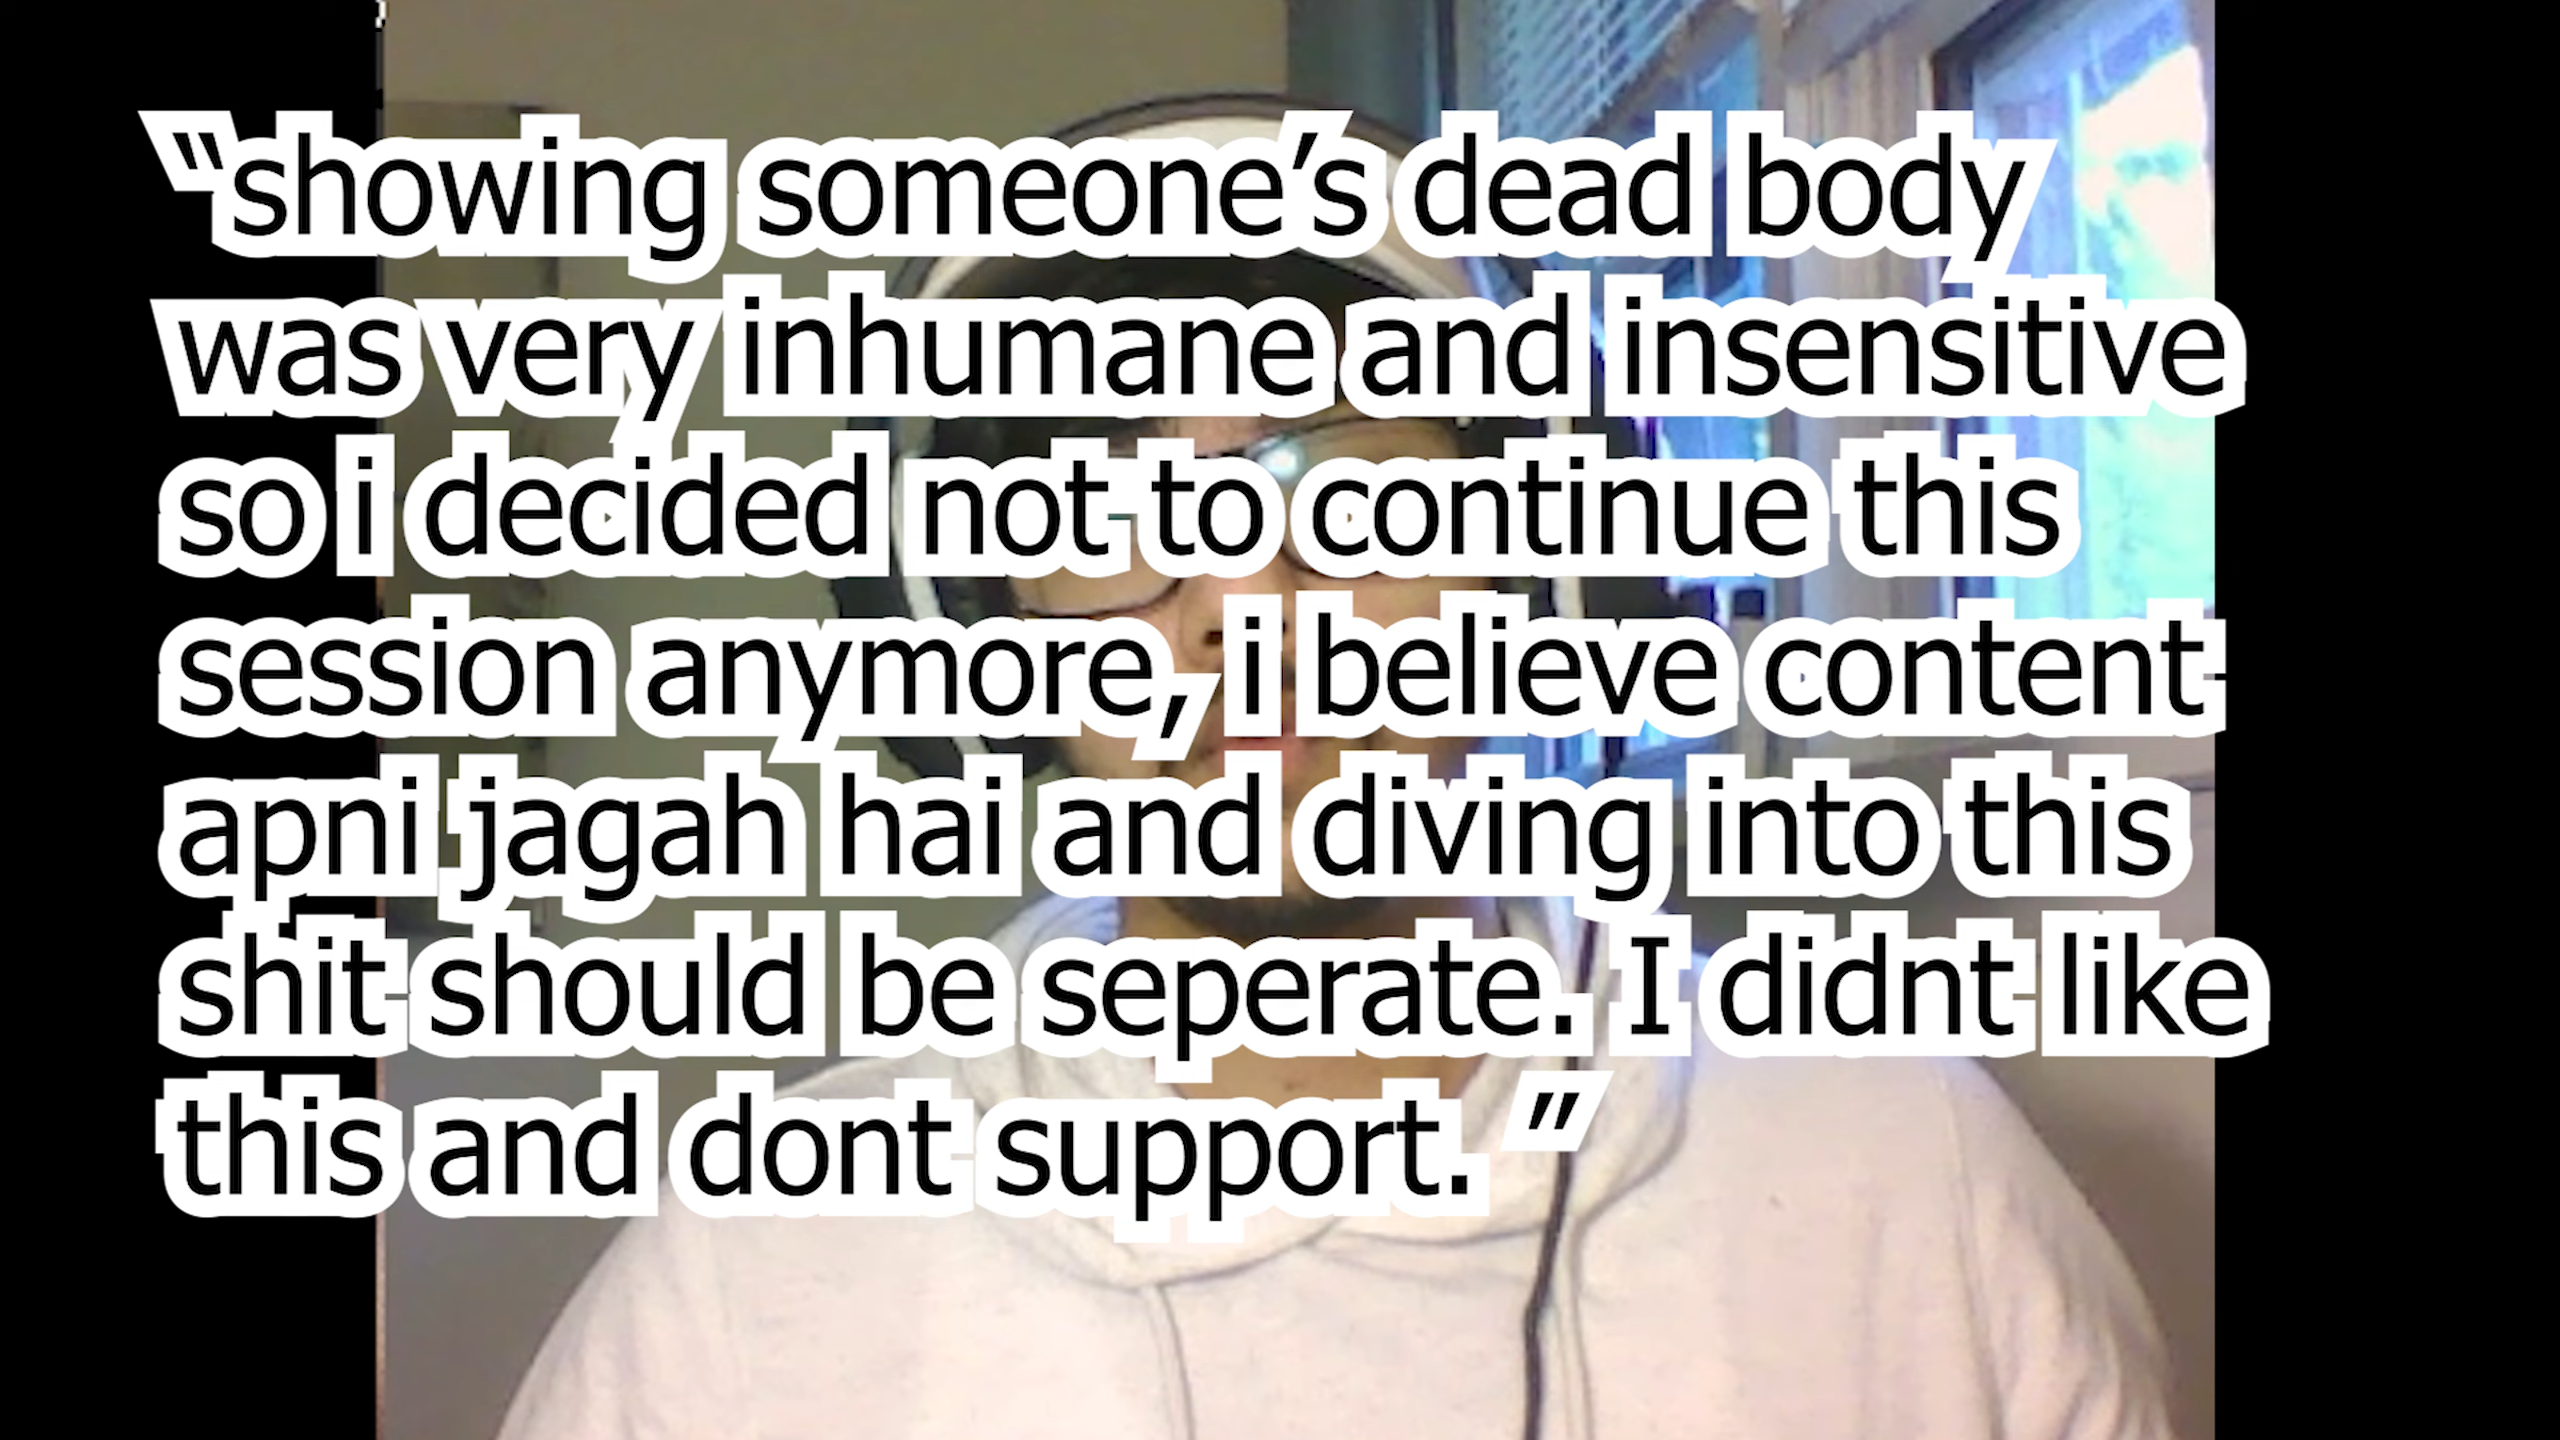 “showing someone’s dead body
was very inhumane and insensitive
so i decided not to continue this
session anymore, i believe content
apni jagah hai and diving into this
shit should be seperate. I didnt like
this and dont support. ”